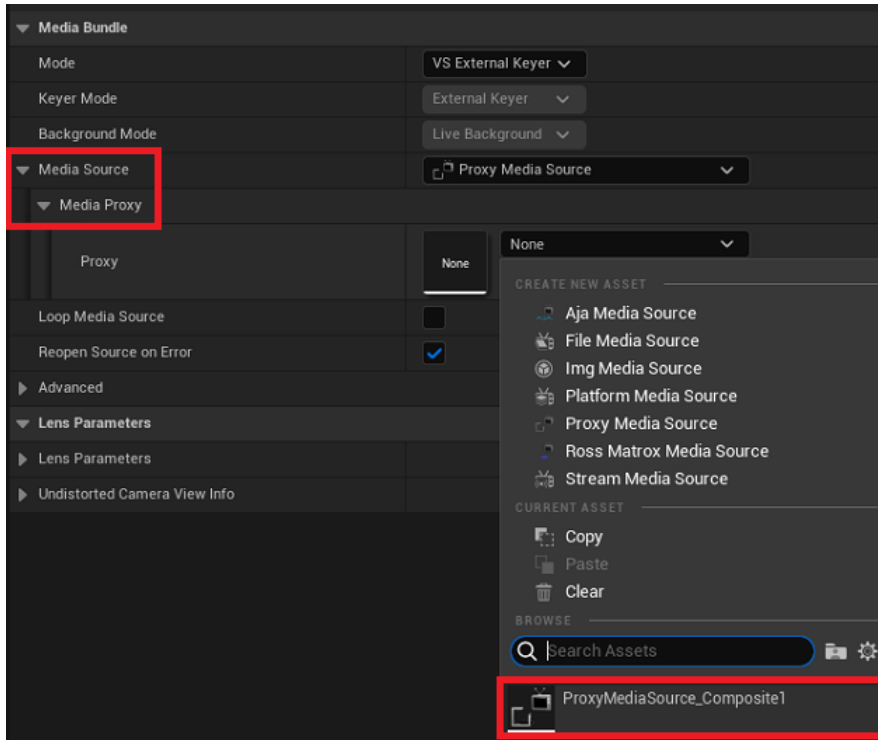 Media Bundle
Mode VS External Keyer
Keyer Mode External Keyer
Background Mode Live Background
Media Source Proxy Media Source
Media Proxy
Proxy None None
CREATE NEW ASSET
Aja Media Source
File Media Source
Img Media Source
Platform Media Source
Proxy Media Source
Ross Matrox Media Source
Stream Media Source
CURRENT ASSET
Copy
Paste
Clear
BROWSE
Search Assets
ProxyMediaSource_Composite1
Loop Media Source
Reopen Source on Error
Advanced
Lens Parameters
Lens Parameters
Undistorted Camera View Info